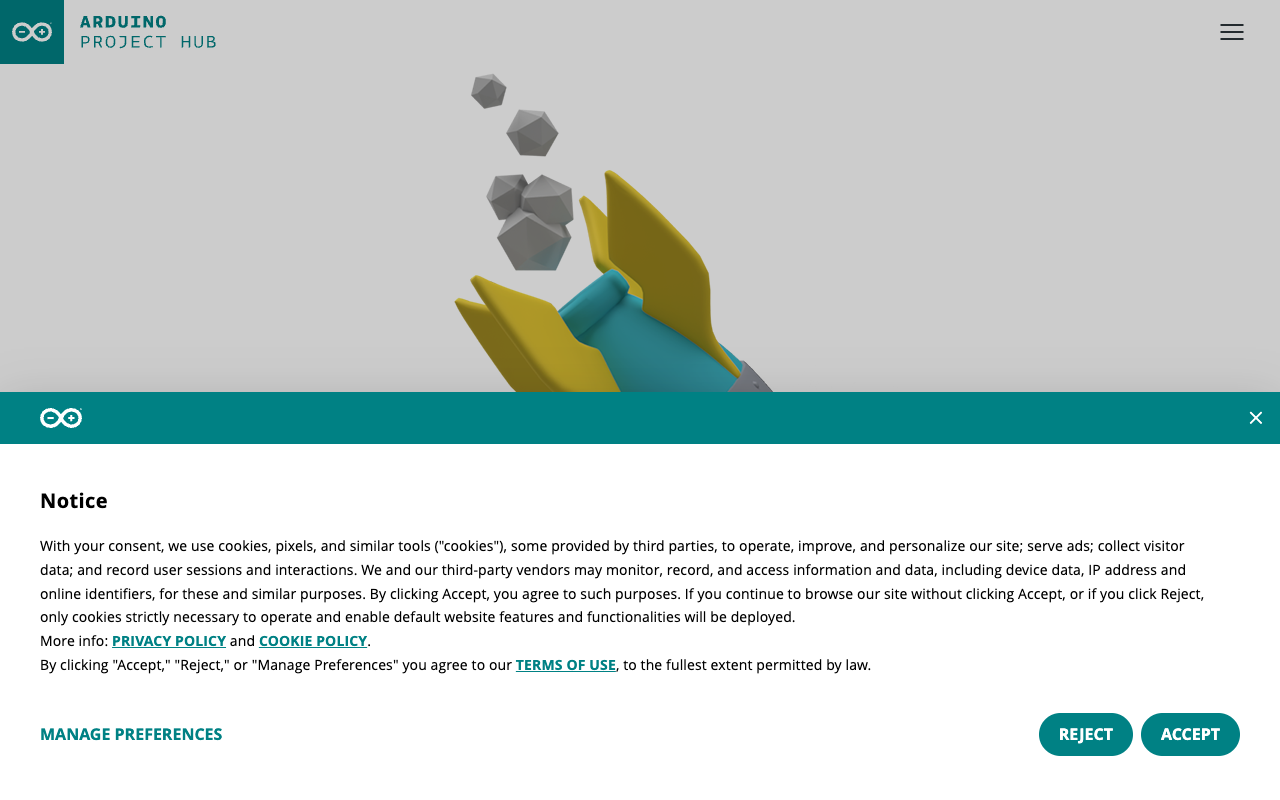 ARDUINO
PROJECT HUB
Notice
With your consent, we use cookies, pixels, and similar tools ("cookies"), some provided by third parties, to operate, improve, and personalize our site; serve ads; collect visitor
data; and record user sessions and interactions. We and our third-party vendors may monitor, record, and access information and data, including device data, IP address and
online identifiers, for these and similar purposes. By clicking Accept, you agree to such purposes. If you continue to browse our site without clicking Accept, or if you click Reject,
only cookies strictly necessary to operate and enable default website features and functionalities will be deployed.
More info: PRIVACY POLICY and COOKIE POLICY.
By clicking "Accept," "Reject," or "Manage Preferences" you agree to our TERMS OF USE, to the fullest extent permitted by law.
MANAGE PREFERENCES
REJECT
ACCEPT